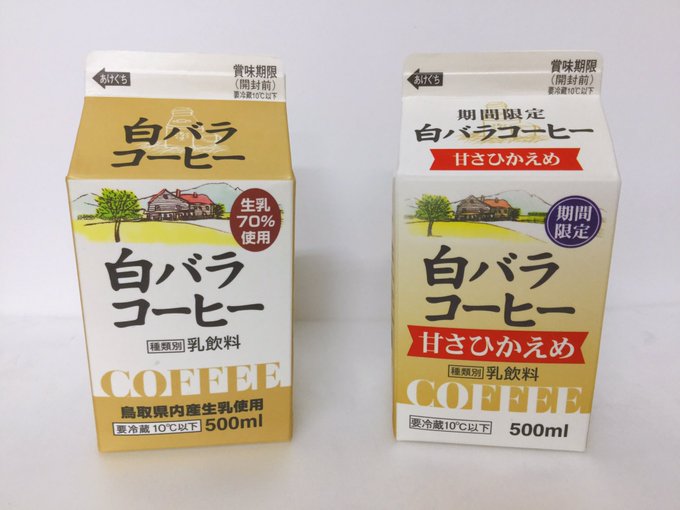 あけぐち
賞味期限
(開封前)
要冷蔵10℃以下
白バラ
コーヒー
生乳
70%
使用
白バラ
コーヒー
種類別 乳飲料
COFFEE
鳥取県内産生乳使用
要冷蔵10℃以下 500ml
あけぐち
賞味期限
(開封前)
要冷蔵10℃以下
期間限定
白バラコーヒー
甘さひかえめ
期間
限定
白バラ
コーヒー
甘さひかえめ
種類別 乳飲料
COFFEE
要冷蔵10℃以下 500ml